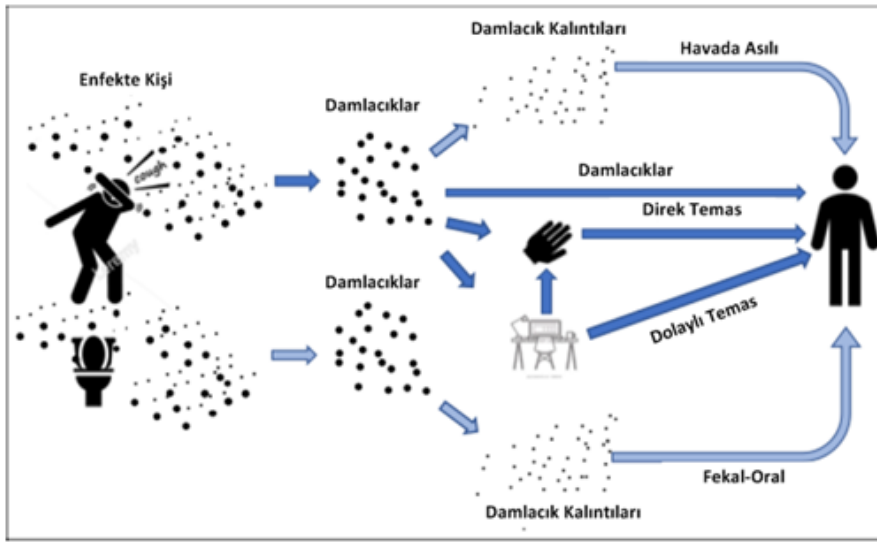 Damlacık Kalıntıları
Havada Asılı
Enfekte Kişi
Damlacıklar
cough
Damlacıklar
Direk Temas
Damlacıklar
Dolaylı Temas
Fekal-Oral
Damlacık Kalıntıları